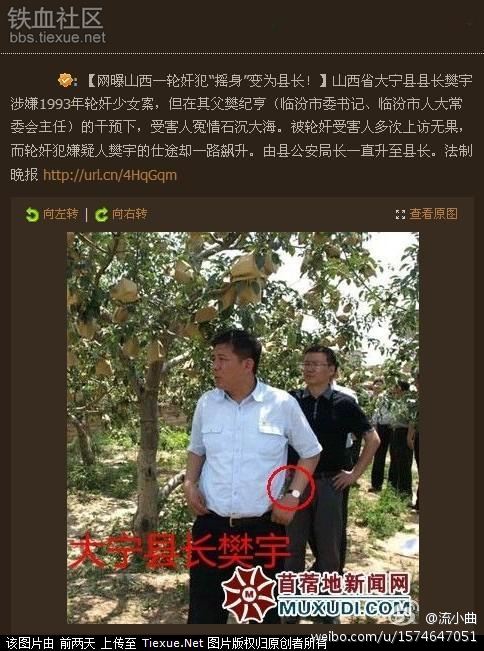 铁血社区
bbs.tiexue.net
：【网曝山西一轮奸犯“摇身”变为县长！】山西省大宁县县长樊宇
涉嫌1993年轮奸少女案，但在其父樊纪亨（临汾市委书记、临汾市人大常
委会主任）的干预下，受害人冤情石沉大海。被轮奸受害人多次上访无果，
而轮奸犯嫌疑人樊宇的仕途却一路飙升。由县公安局长一直升至县长。法制
晚报 http://url.cn/4HqGqm
向左转 | 向右转 查看原图
大宁县长樊宇
苜蓿地新闻网
MUXUDI.COM
@流小曲
weibo.com/u/1574647051
该图片由 前两天 上传至 Tiexue.Net 图片版权归原创者所有